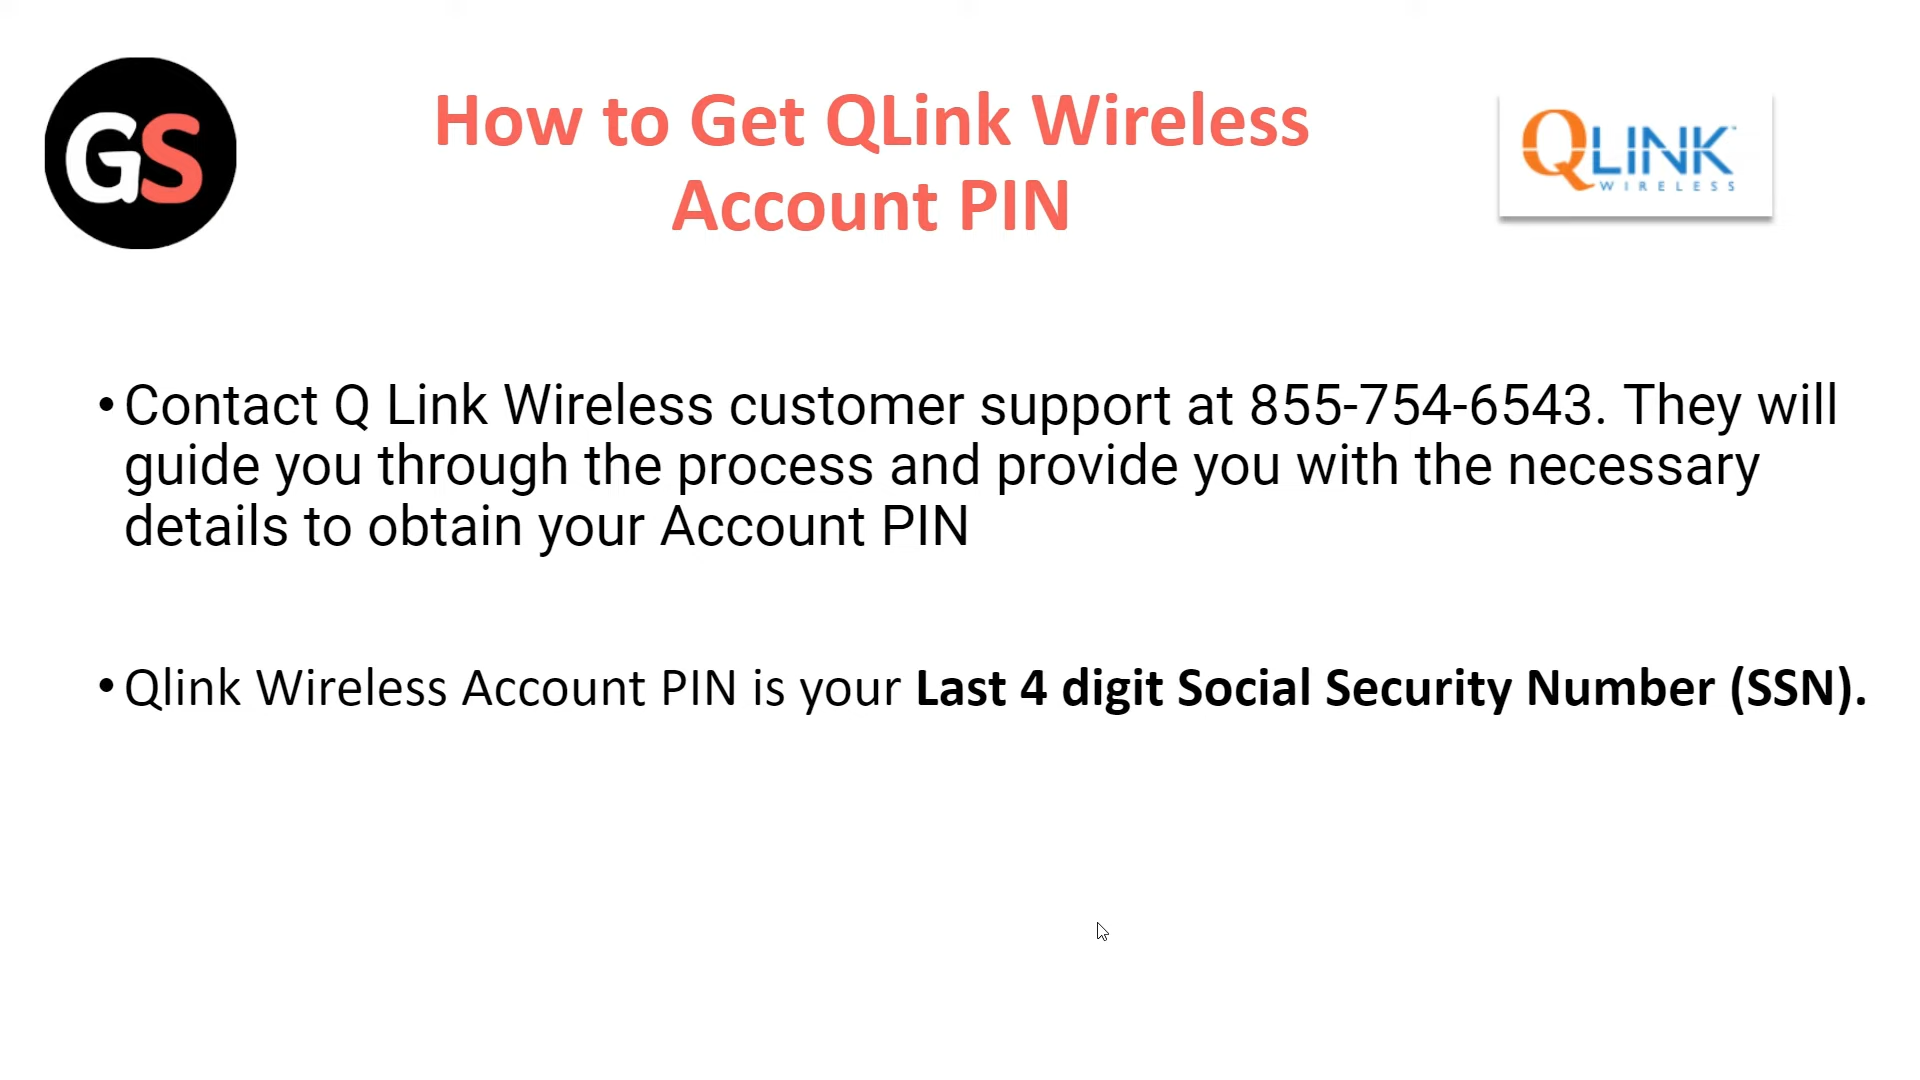 GS
How to Get QLink Wireless
Account PIN
QLINK™
WIRELESS
•Contact Q Link Wireless customer support at 855-754-6543. They will
guide you through the process and provide you with the necessary
details to obtain your Account PIN
•Qlink Wireless Account PIN is your Last 4 digit Social Security Number (SSN).